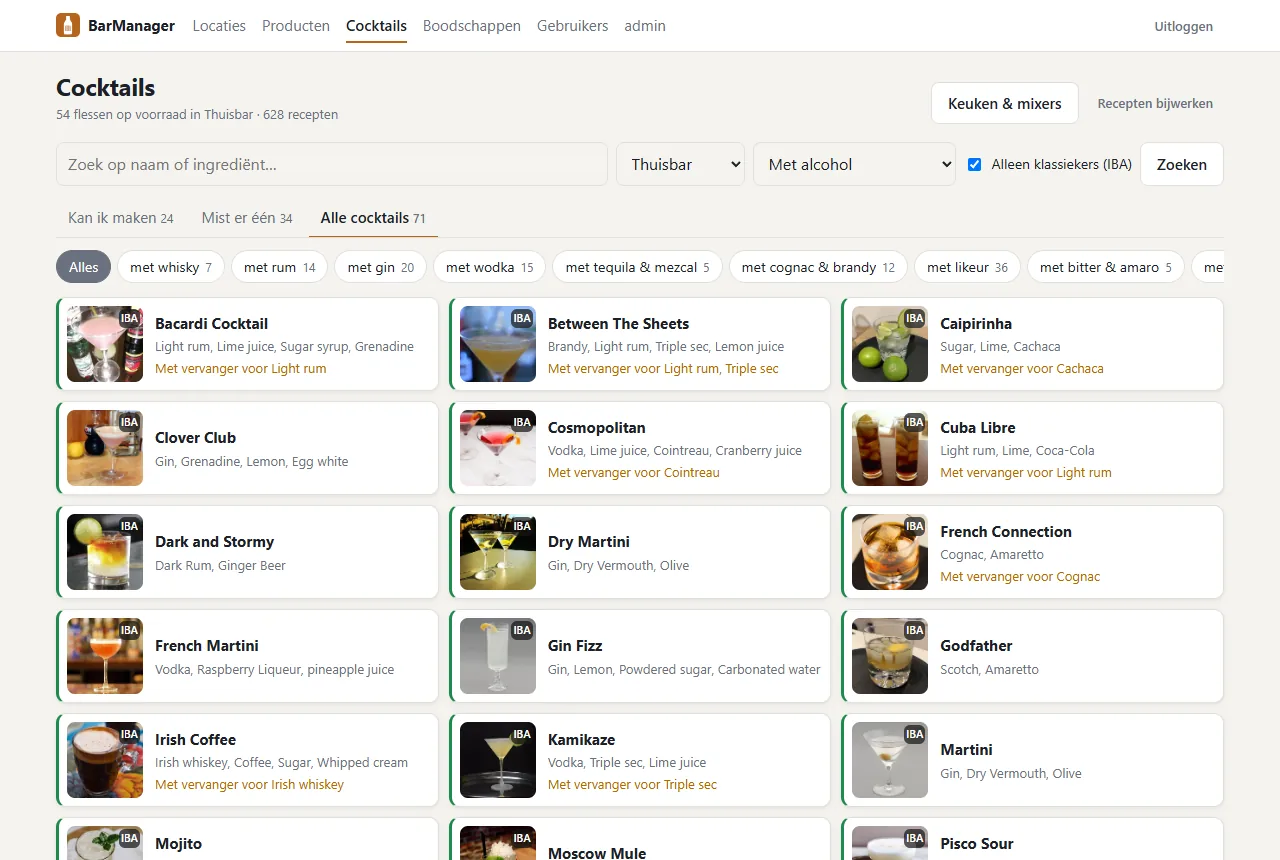 BarManager Locaties Producten Cocktails Boodschappen Gebruikers admin Uitloggen
Cocktails
54 flessen op voorraad in Thuisbar · 628 recepten
Keuken & mixers Recepten bijwerken
Zoek op naam of ingrediënt... Thuisbar Met alcohol Alleen klassiekers (IBA) Zoeken
Kan ik maken 24 Mist er één 34 Alle cocktails 71
Alles met whisky 7 met rum 14 met gin 20 met wodka 15 met tequila & mezcal 5 met cognac & brandy 12 met likeur 36 met bitter & amaro 5 me
IBA
Bacardi Cocktail
Light rum, Lime juice, Sugar syrup, Grenadine
Met vervanger voor Light rum
IBA
Between The Sheets
Brandy, Light rum, Triple sec, Lemon juice
Met vervanger voor Light rum, Triple sec
IBA
Caipirinha
Sugar, Lime, Cachaca
Met vervanger voor Cachaca
IBA
Clover Club
Gin, Grenadine, Lemon, Egg white
IBA
Cosmopolitan
Vodka, Lime juice, Cointreau, Cranberry juice
Met vervanger voor Cointreau
IBA
Cuba Libre
Light rum, Lime, Coca-Cola
Met vervanger voor Light rum
IBA
Dark and Stormy
Dark Rum, Ginger Beer
IBA
Dry Martini
Gin, Dry Vermouth, Olive
IBA
French Connection
Cognac, Amaretto
Met vervanger voor Cognac
IBA
French Martini
Vodka, Raspberry Liqueur, pineapple juice
IBA
Gin Fizz
Gin, Lemon, Powdered sugar, Carbonated water
IBA
Godfather
Scotch, Amaretto
IBA
Irish Coffee
Irish whiskey, Coffee, Sugar, Whipped cream
Met vervanger voor Irish whiskey
IBA
Kamikaze
Vodka, Triple sec, Lime juice
Met vervanger voor Triple sec
IBA
Martini
Gin, Dry Vermouth, Olive
IBA
Mojito
IBA
Moscow Mule
IBA
Pisco Sour